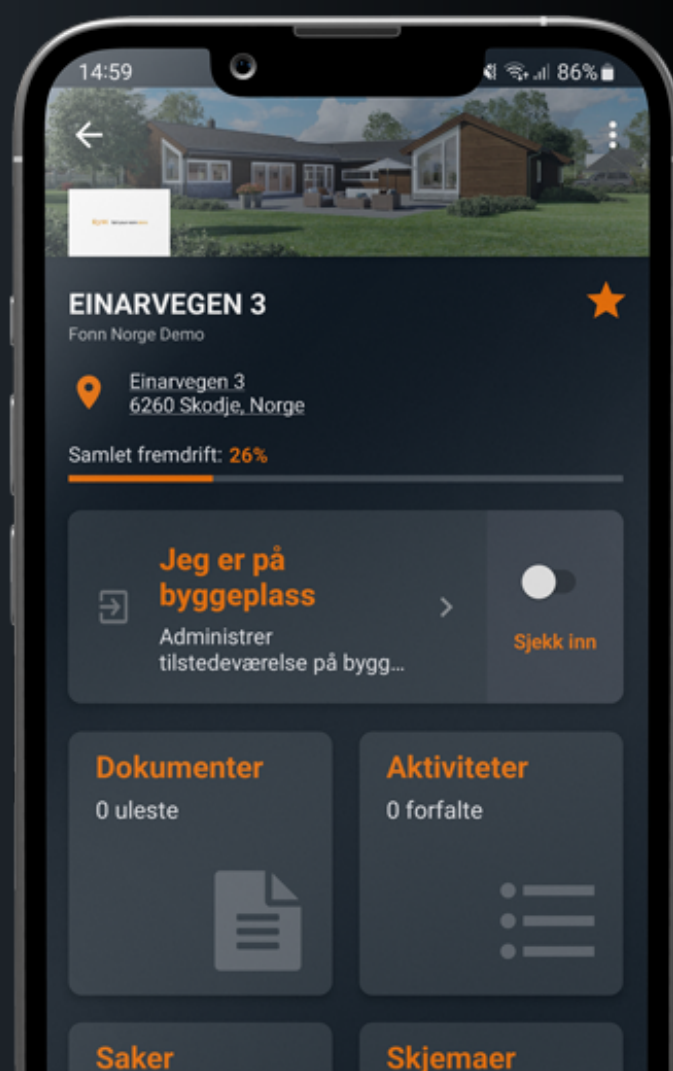 14:59
86%
EINARVEGEN 3
Fonn Norge Demo
Einarvegen 3
6260 Skodje, Norge
Samlet fremdrift: 26%
Jeg er på
byggeplass
Administrer
tilstedeværelse på bygg...
Sjekk inn
Dokumenter
0 uleste
Aktiviteter
0 forfalte
Saker
Skjemaer